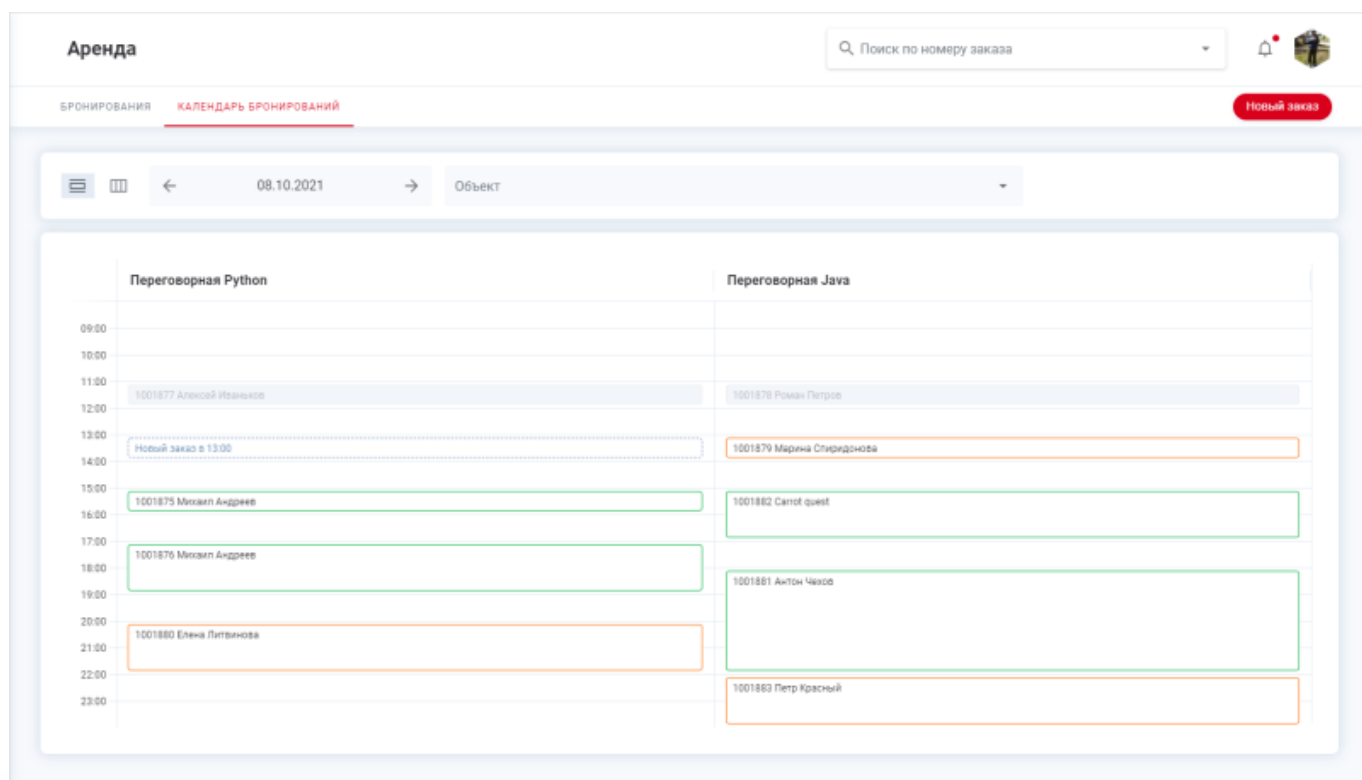 Аренда
Поиск по номеру заказа
БРОНИРОВАНИЯ КАЛЕНДАРЬ БРОНИРОВАНИЙ Новый заказ
08.10.2021 Объект
Переговорная Python Переговорная Java
09:00
10:00
11:00
1001877 Алексей Иваньков 1001878 Роман Петров
12:00
13:00
Новый заказ в 13:00 1001879 Марина Спиридонова
14:00
15:00
1001875 Михаил Андреев 1001882 Carrot quest
16:00
17:00
1001876 Михаил Андреев
18:00
1001881 Антон Чехов
19:00
20:00
1001880 Елена Литвинова
21:00
22:00
1001883 Петр Красный
23:00